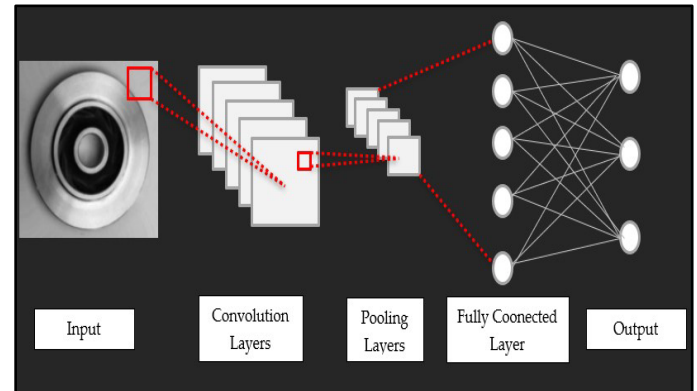 Input
Convolution
Layers
Pooling
Layers
Fully Coonected
Layer
Output